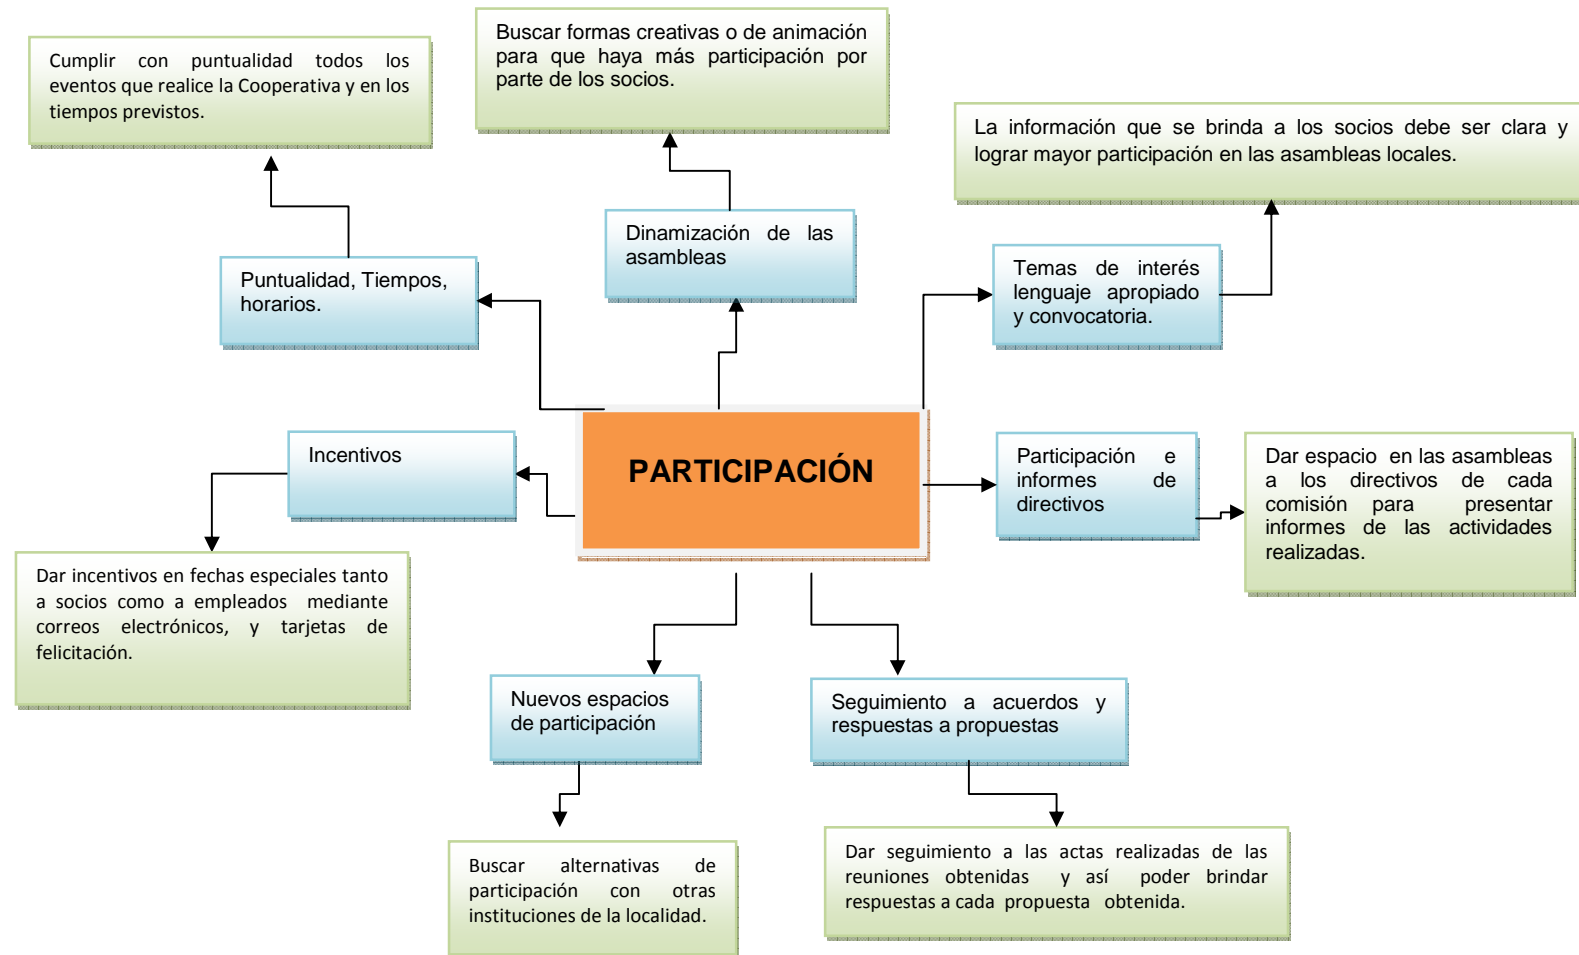 Buscar formas creativas o de animación
para que haya más participación por
parte de los socios.
Cumplir con puntualidad todos los
eventos que realice la Cooperativa y en los
tiempos previstos.
La información que se brinda a los socios debe ser clara y
lograr mayor participación en las asambleas locales.
Dinamización de las
asambleas
Puntualidad, Tiempos,
horarios.
Temas de interés
lenguaje apropiado
y convocatoria.
Incentivos
PARTICIPACIÓN
Participación e
informes de
directivos
Dar espacio en las asambleas
a los directivos de cada
comisión para presentar
informes de las actividades
realizadas.
Dar incentivos en fechas especiales tanto
a socios como a empleados mediante
correos electrónicos, y tarjetas de
felicitación.
Nuevos espacios
de participación
Seguimiento a acuerdos y
respuestas a propuestas
Buscar alternativas de
participación con otras
instituciones de la localidad.
Dar seguimiento a las actas realizadas de las
reuniones obtenidas y así poder brindar
respuestas a cada propuesta obtenida.